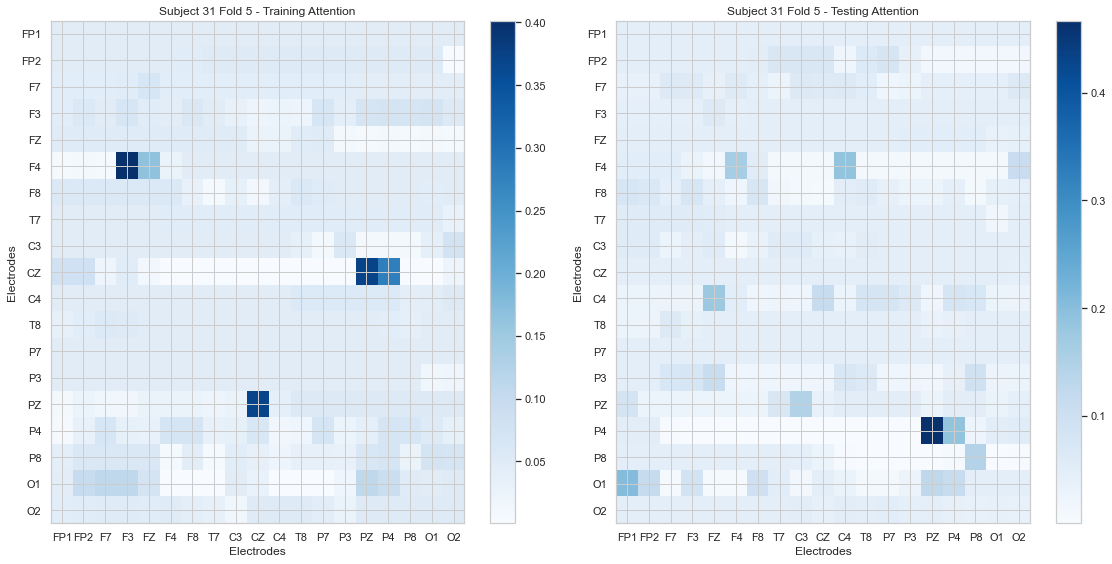 Subject 31 Fold 5 - Training Attention
Electrodes
FP1
FP2
F7
F3
FZ
F4
F8
T7
C3
CZ
C4
T8
P7
P3
PZ
P4
P8
O1
O2
FP1 FP2 F7 F3 FZ F4 F8 T7 C3 CZ C4 T8 P7 P3 PZ P4 P8 O1 O2
Electrodes
0.40
0.35
0.30
0.25
0.20
0.15
0.10
0.05
Subject 31 Fold 5 - Testing Attention
Electrodes
FP1
FP2
F7
F3
FZ
F4
F8
T7
C3
CZ
C4
T8
P7
P3
PZ
P4
P8
O1
O2
FP1 FP2 F7 F3 FZ F4 F8 T7 C3 CZ C4 T8 P7 P3 PZ P4 P8 O1 O2
Electrodes
0.4
0.3
0.2
0.1